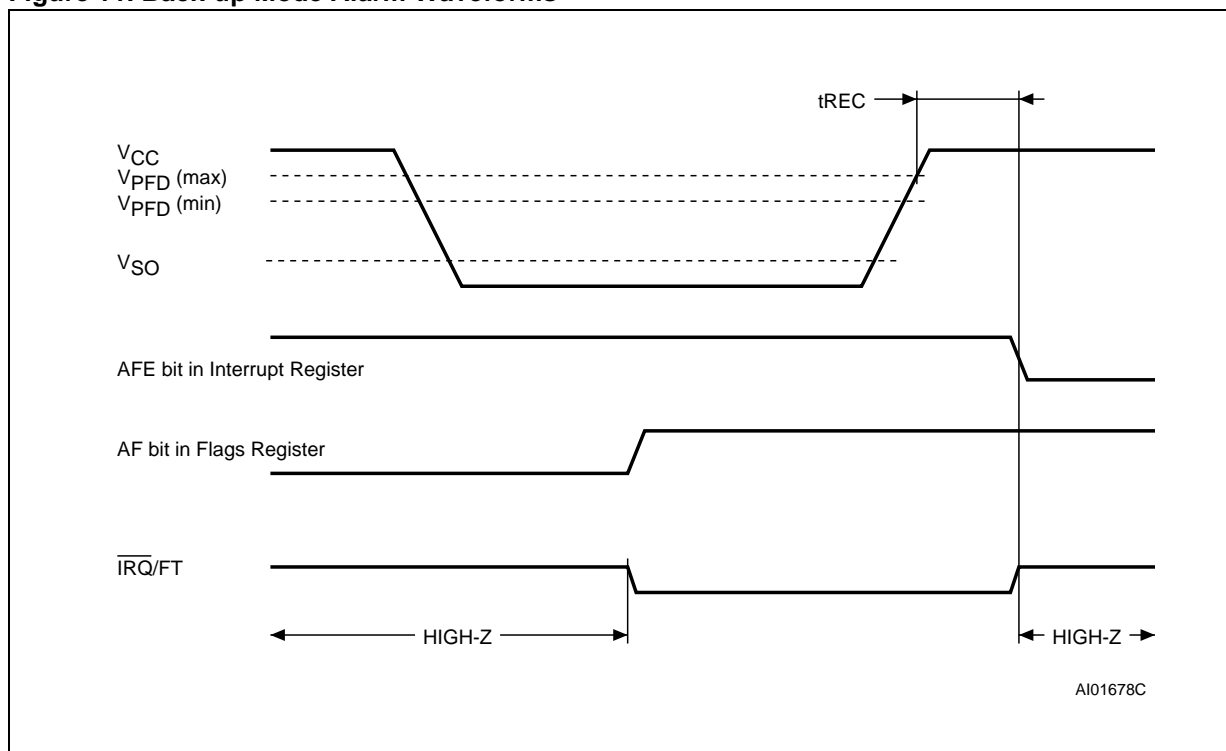 tREC
VCC
VPFD (max)
VPFD (min)
VSO
AFE bit in Interrupt Register
AF bit in Flags Register
IRQ/FT
HIGH-Z
HIGH-Z
AI01678C